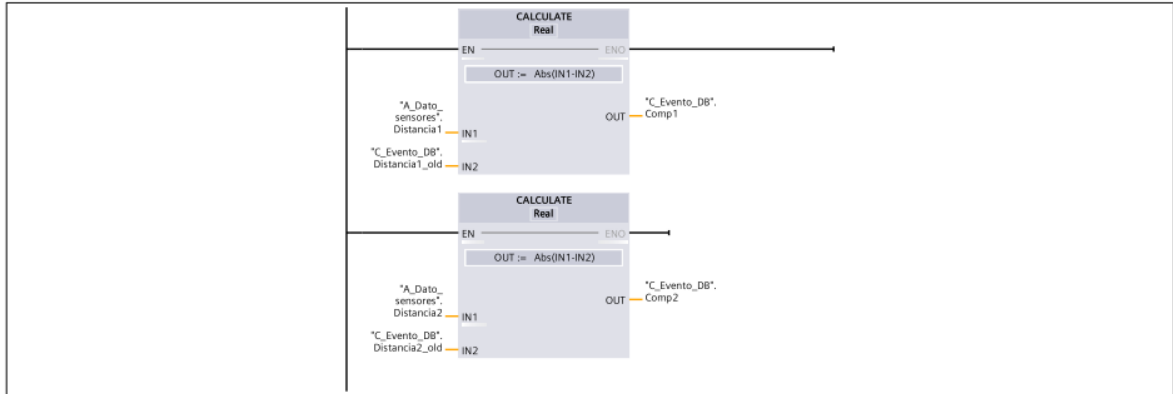 CALCULATE
Real
EN
ENO
OUT := Abs(IN1-IN2)
"A_Dato_
sensores".
Distancia1
IN1
"C_Evento_DB".
Distancia1_old
IN2
OUT
"C_Evento_DB".
Comp1
CALCULATE
Real
EN
ENO
OUT := Abs(IN1-IN2)
"A_Dato_
sensores".
Distancia2
IN1
"C_Evento_DB".
Distancia2_old
IN2
OUT
"C_Evento_DB".
Comp2